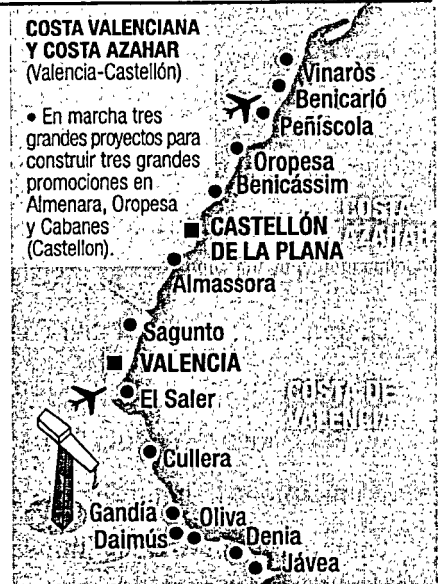 COSTA VALENCIANA
Y COSTA AZAHAR
(Valencia-Castellón)
• En marcha tres
grandes proyectos para
construir tres grandes
promociones en
Almenara, Oropesa
y Cabanes
(Castellon).
Vinaròs
Benicarló
Peñíscola
Oropesa
Benicássim
COSTA
AZAHAR
CASTELLÓN
DE LA PLANA
Almassora
Sagunto
VALENCIA
El Saler
COSTA DE
VALENCIA
Cullera
Gandía
Oliva
Daimús
Denia
Jávea